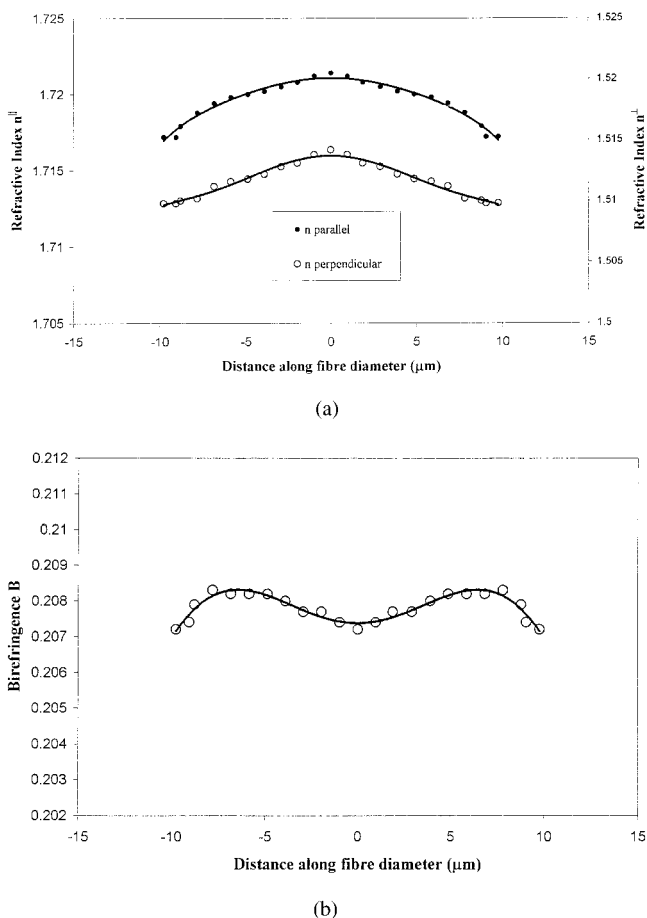 1.725
1.72
1.715
1.71
1.705
Refractive Index n||
1.525
1.520
1.515
1.510
1.505
1.5
Refractive Index n⊥
n parallel
n perpendicular
-15 -10 -5 0 5 10 15
Distance along fibre diameter (μm)
(a)
0.212
0.211
0.21
0.209
0.208
0.207
0.206
0.205
0.204
0.203
0.202
Birefringence B
-15 -10 -5 0 5 10 15
Distance along fibre diameter (μm)
(b)